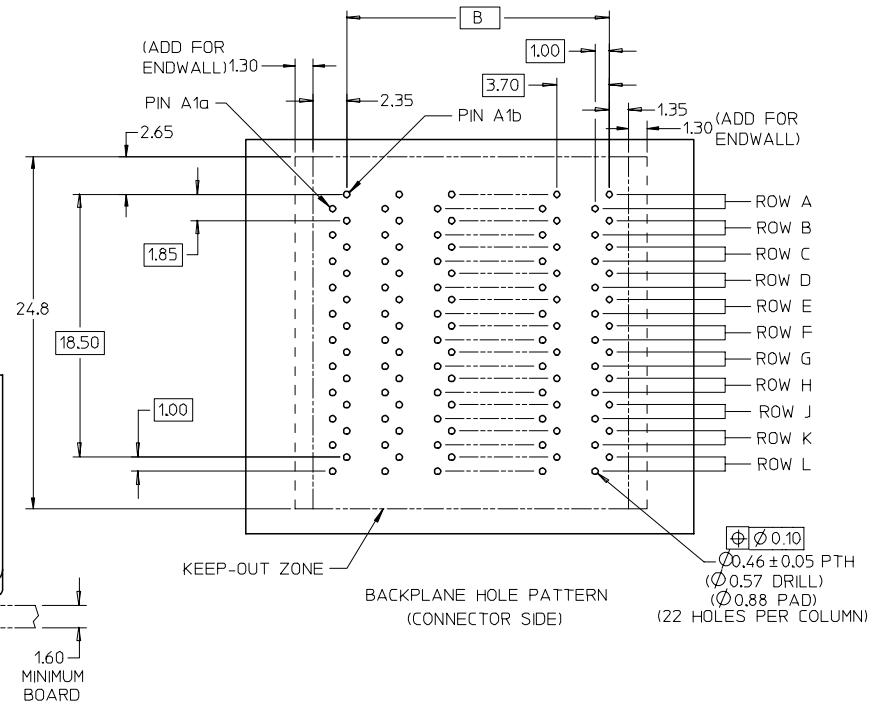 B
(ADD FOR
ENDWALL) 1.30
1.00
3.70
PIN A1a
2.35
PIN A1b
1.35
1.30 (ADD FOR
ENDWALL)
2.65
ROW A
ROW B
1.85
ROW C
ROW D
24.8
ROW E
18.50
ROW F
ROW G
ROW H
1.00
ROW J
ROW K
ROW L
⌖ Ø 0.10
Ø0.46 ±0.05 PTH
(Ø 0.57 DRILL)
(Ø 0.88 PAD)
(22 HOLES PER COLUMN)
KEEP-OUT ZONE
BACKPLANE HOLE PATTERN
(CONNECTOR SIDE)
1.60
MINIMUM
BOARD